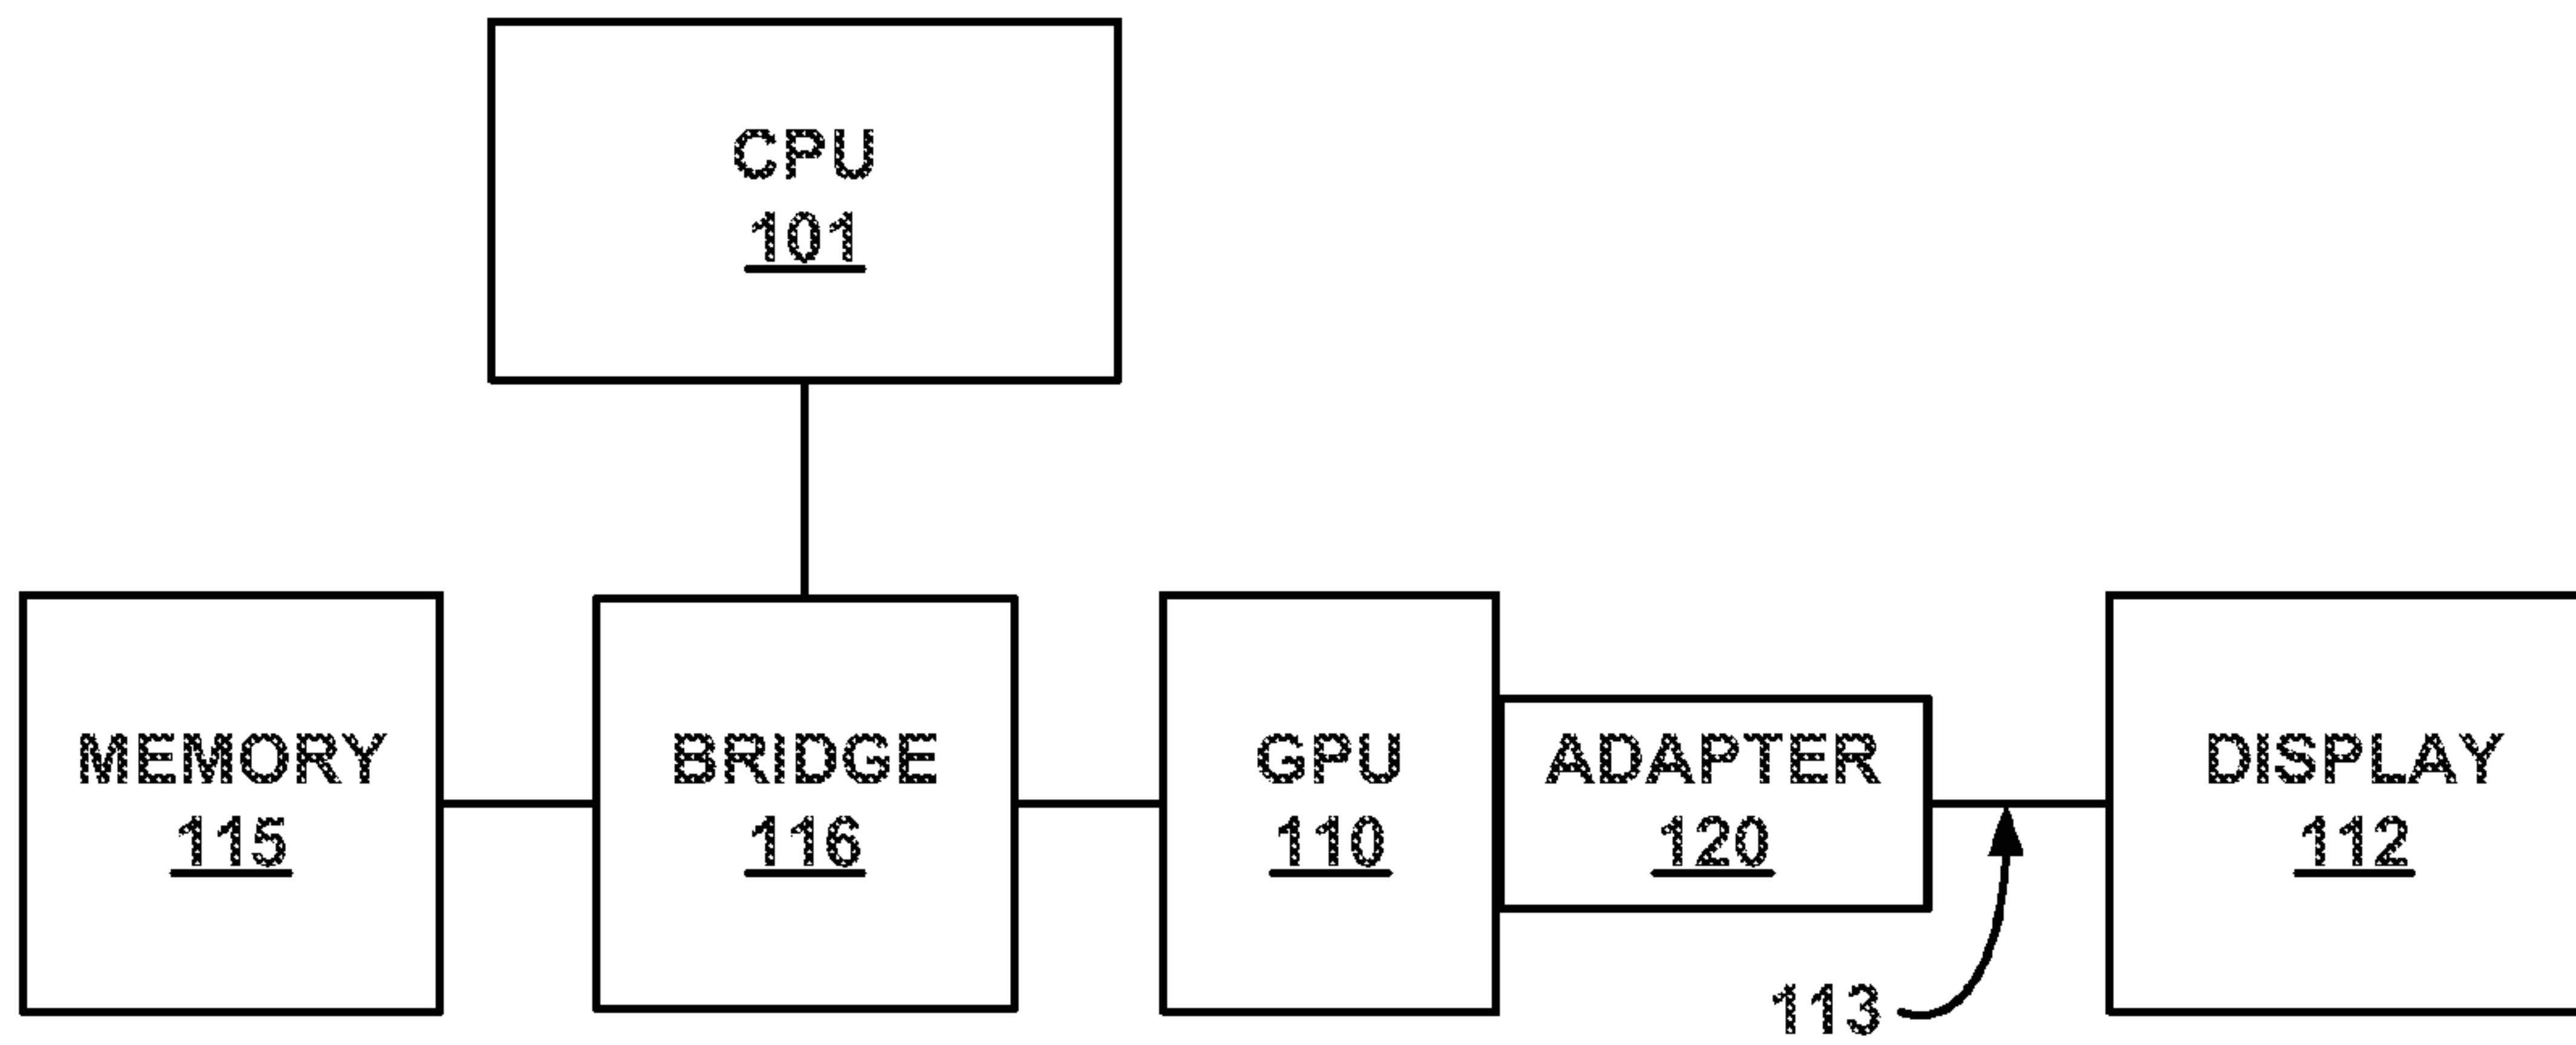 CPU
101
MEMORY
115
BRIDGE
116
GPU
110
ADAPTER
120
DISPLAY
112
113